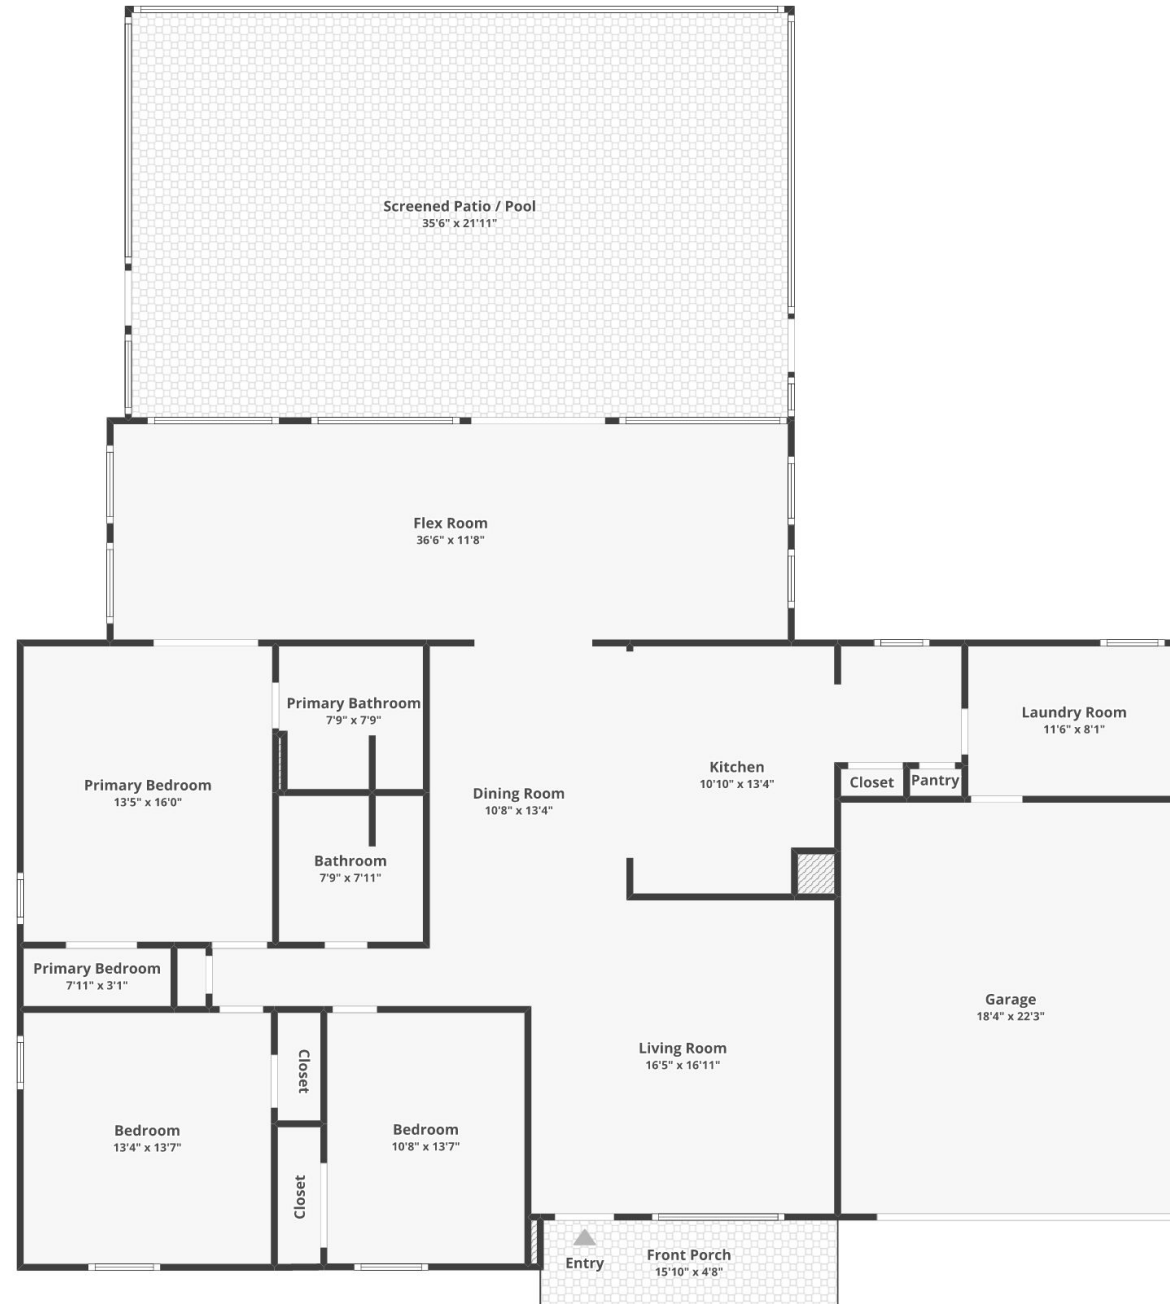 Screened Patio / Pool
35'6" x 21'11"
Flex Room
36'6" x 11'8"
Primary Bathroom
7'9" x 7'9"
Laundry Room
11'6" x 8'1"
Primary Bedroom
13'5" x 16'0"
Dining Room
10'8" x 13'4"
Kitchen
10'10" x 13'4"
Closet
Pantry
Bathroom
7'9" x 7'11"
Primary Bedroom
7'11" x 3'1"
Garage
18'4" x 22'3"
Living Room
16'5" x 16'11"
Closet
Bedroom
13'4" x 13'7"
Bedroom
10'8" x 13'7"
Closet
Entry
Front Porch
15'10" x 4'8"